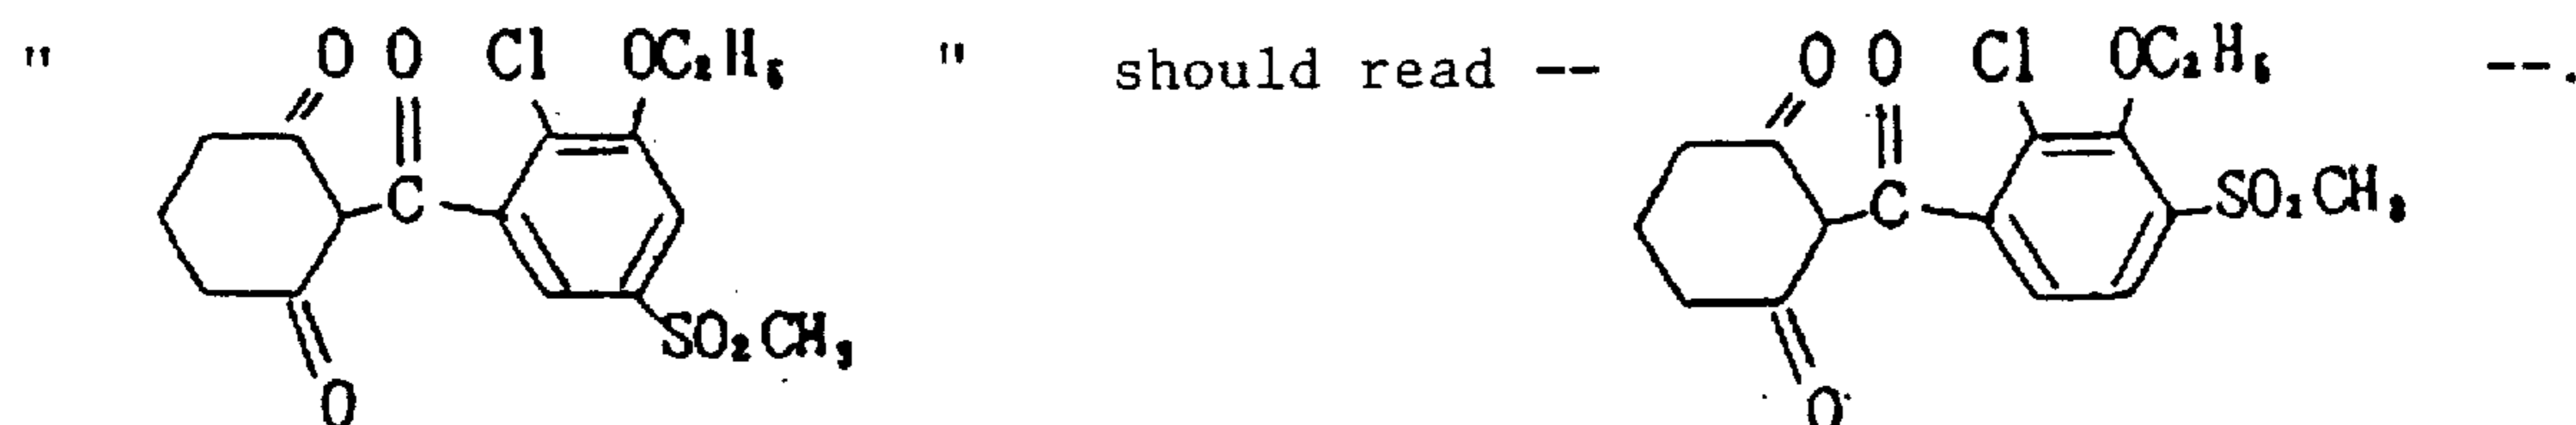 " O O Cl OC₂H₅ " should read -- O O Cl OC₂H₅ --.
C C SO₂CH₃
SO₂CH₃
O O